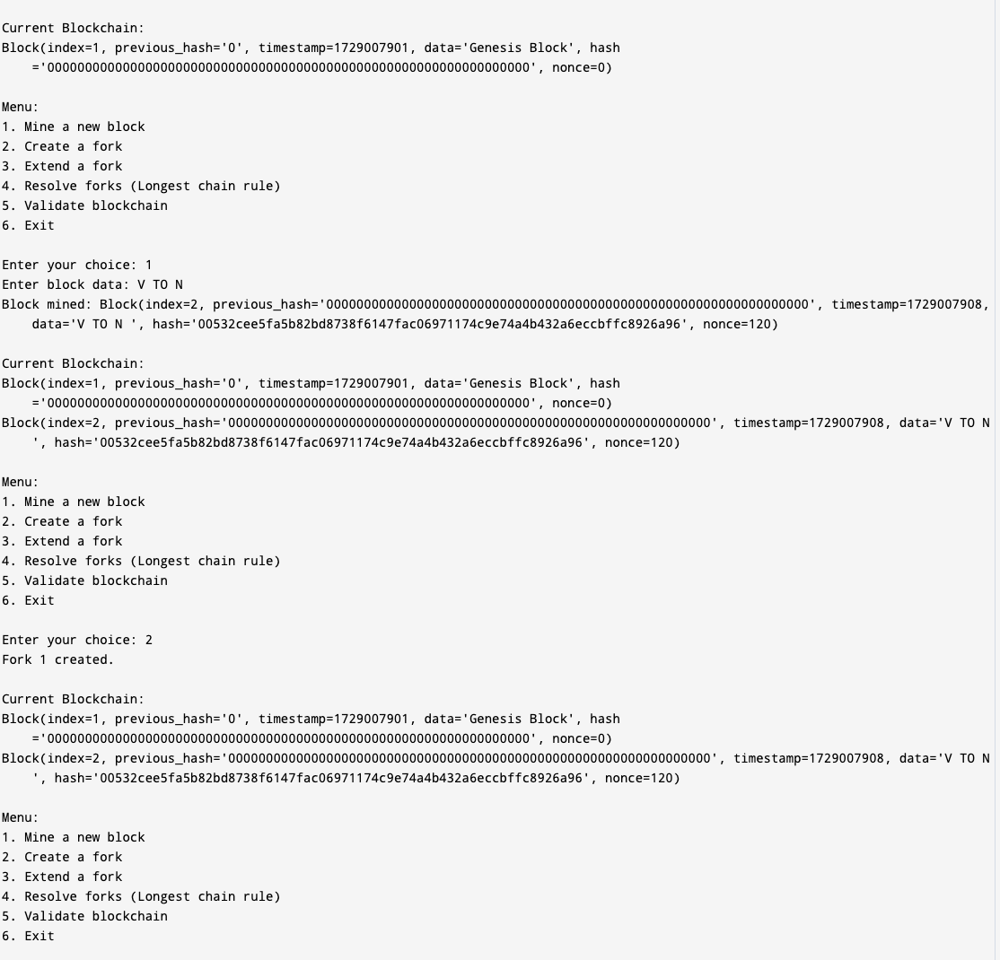 Current Blockchain:
Block(index=1, previous_hash='0', timestamp=1729007901, data='Genesis Block', hash
='0000000000000000000000000000000000000000000000000000000000000000', nonce=0)
Menu:
1. Mine a new block
2. Create a fork
3. Extend a fork
4. Resolve forks (Longest chain rule)
5. Validate blockchain
6. Exit
Enter your choice: 1
Enter block data: V TO N
Block mined: Block(index=2, previous_hash='0000000000000000000000000000000000000000000000000000000000000000', timestamp=1729007908,
data='V TO N ', hash='00532cee5fa5b82bd8738f6147fac06971174c9e74a4b432a6eccbffc8926a96', nonce=120)
Current Blockchain:
Block(index=1, previous_hash='0', timestamp=1729007901, data='Genesis Block', hash
='0000000000000000000000000000000000000000000000000000000000000000', nonce=0)
Block(index=2, previous_hash='0000000000000000000000000000000000000000000000000000000000000000', timestamp=1729007908, data='V TO N
', hash='00532cee5fa5b82bd8738f6147fac06971174c9e74a4b432a6eccbffc8926a96', nonce=120)
Menu:
1. Mine a new block
2. Create a fork
3. Extend a fork
4. Resolve forks (Longest chain rule)
5. Validate blockchain
6. Exit
Enter your choice: 2
Fork 1 created.
Current Blockchain:
Block(index=1, previous_hash='0', timestamp=1729007901, data='Genesis Block', hash
='0000000000000000000000000000000000000000000000000000000000000000', nonce=0)
Block(index=2, previous_hash='0000000000000000000000000000000000000000000000000000000000000000', timestamp=1729007908, data='V TO N
', hash='00532cee5fa5b82bd8738f6147fac06971174c9e74a4b432a6eccbffc8926a96', nonce=120)
Menu:
1. Mine a new block
2. Create a fork
3. Extend a fork
4. Resolve forks (Longest chain rule)
5. Validate blockchain
6. Exit